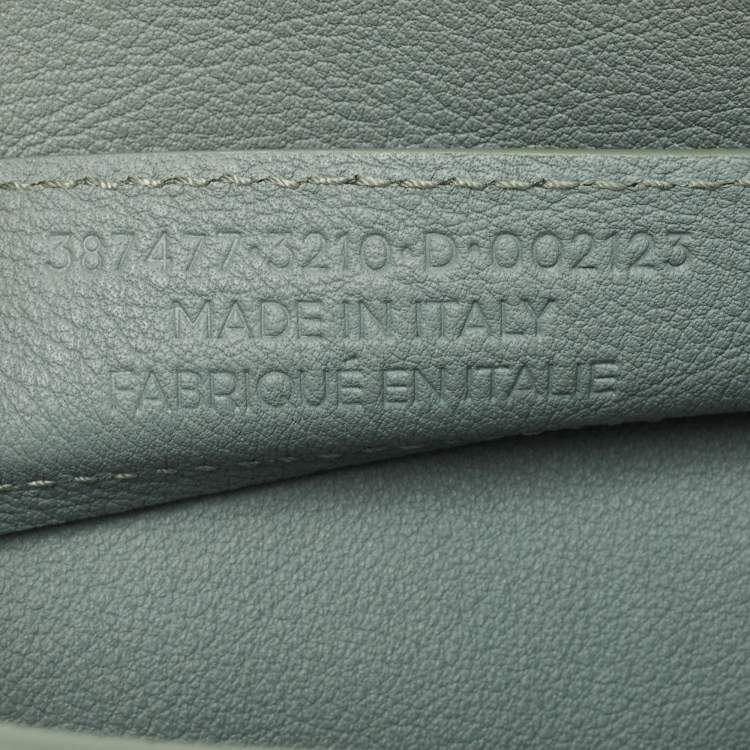 387477•3210•D•002123
MADE IN ITALY
FABRIQUÉ EN ITALIE